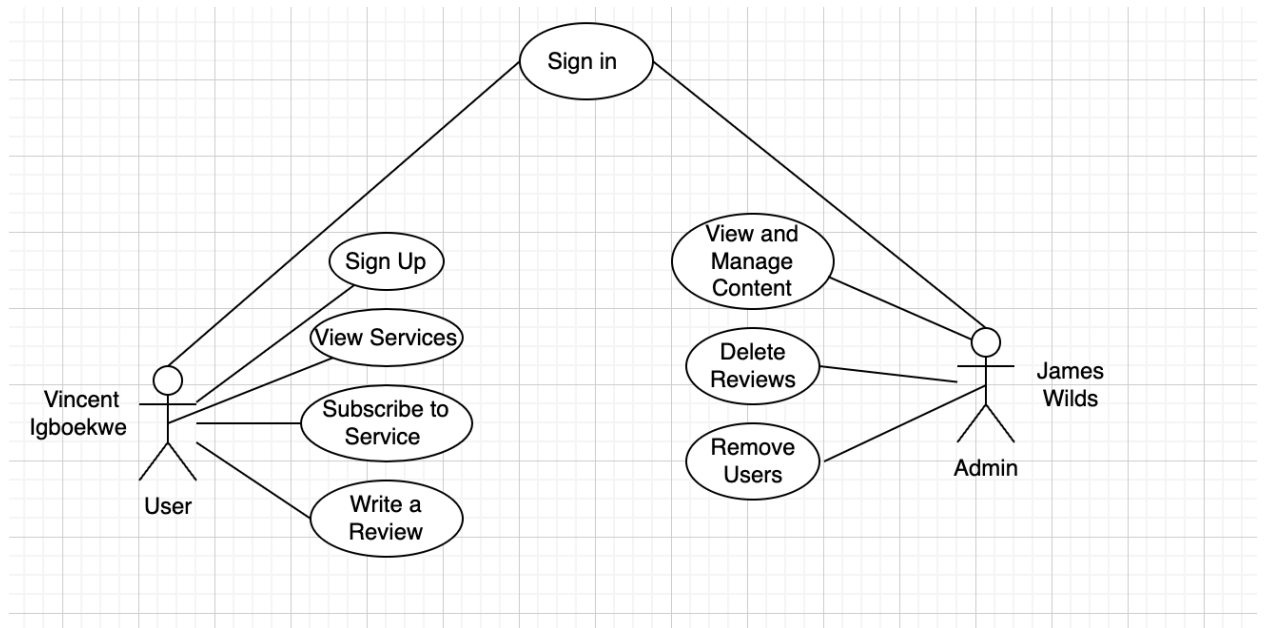 Sign in
Sign Up
View Services
Subscribe to
Service
Write a
Review
Vincent
Igboekwe
User
View and
Manage
Content
Delete
Reviews
Remove
Users
James
Wilds
Admin